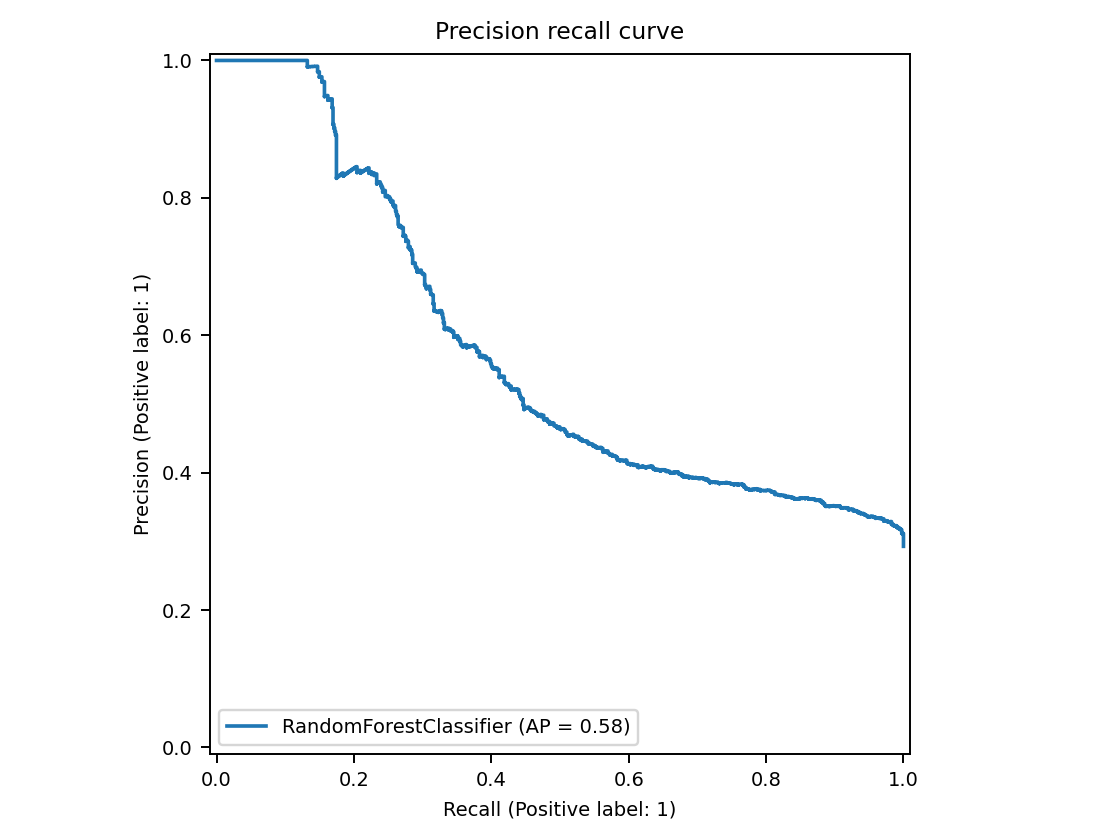 Precision recall curve
1.0
0.8
0.6
0.4
0.2
0.0
Precision (Positive label: 1)
RandomForestClassifier (AP = 0.58)
0.0 0.2 0.4 0.6 0.8 1.0
Recall (Positive label: 1)